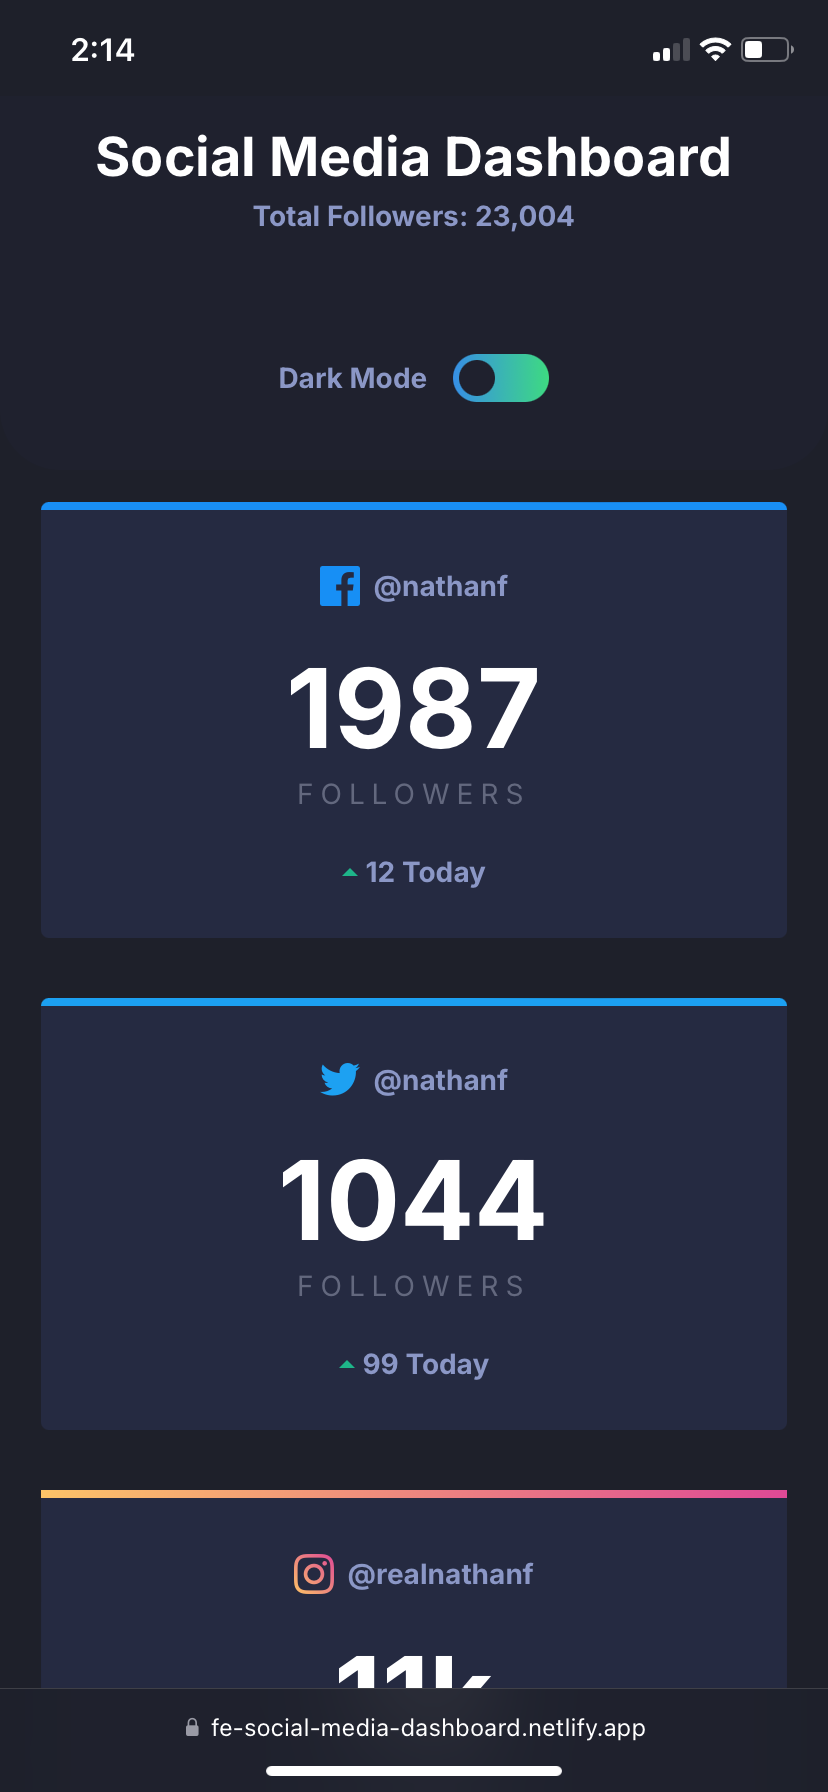 2:14
Social Media Dashboard
Total Followers: 23,004
Dark Mode
@nathanf
1987
FOLLOWERS
12 Today
@nathanf
1044
FOLLOWERS
99 Today
@realnathanf
11k
fe-social-media-dashboard.netlify.app